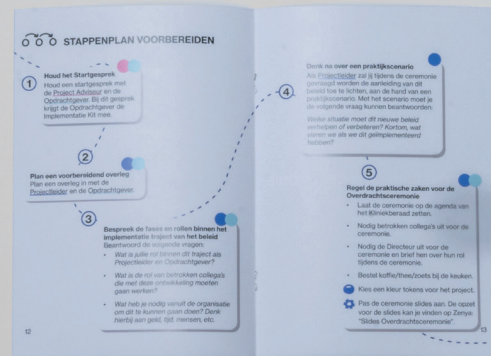 STAPPENPLAN VOORBEREIDEN
1
Houd het Startgesprek
Houd een startgesprek met
de Project Adviseur en de
Opdrachtgever. Bij dit gesprek
krijgt de Opdrachtgever de
Implementatie Kit mee.
2
Plan een voorbereidend overleg
Plan een overleg in met de
Projectleider en de Opdrachtgever.
3
Bespreek de fases en rollen binnen het
implementatie traject van het beleid
Beantwoord de volgende vragen:
• Wat is jullie rol binnen dit traject als
Projectleider en Opdrachtgever?
• Wat is de rol van betrokken collega's
die met deze ontwikkeling moeten
gaan werken?
• Wat heb je nodig vanuit de organisatie
om dit te kunnen gaan doen? Denk
hierbij aan geld, tijd, mensen, etc.
12
4
Denk na over een praktijkscenario
Als Projectleider zal jij tijdens de ceremonie
gevraagd worden de aanleiding van dit
beleid toe te lichten, aan de hand van een
praktijkscenario. Met het scenario moet je
de volgende vraag kunnen beantwoorden:
Welke situatie moet dit nieuwe beleid
verhelpen of verbeteren? Kortom, wat
vieren we als we dit geïmplementeerd
hebben?
5
Regel de praktische zaken voor de
Overdrachtsceremonie
• Laat de ceremonie op de agenda van
het Kliniekberaad zetten.
• Nodig betrokken collega's uit voor de
ceremonie.
• Nodig de Directeur uit voor de
ceremonie en brief hen over hun rol
tijdens de ceremonie.
• Bestel koffie/thee/zoets bij de keuken.
Kies een kleur tokens voor het project.
Pas de ceremonie slides aan. De opzet
voor de slides kan je vinden op Zenya:
"Slides Overdrachtsceremonie".
13